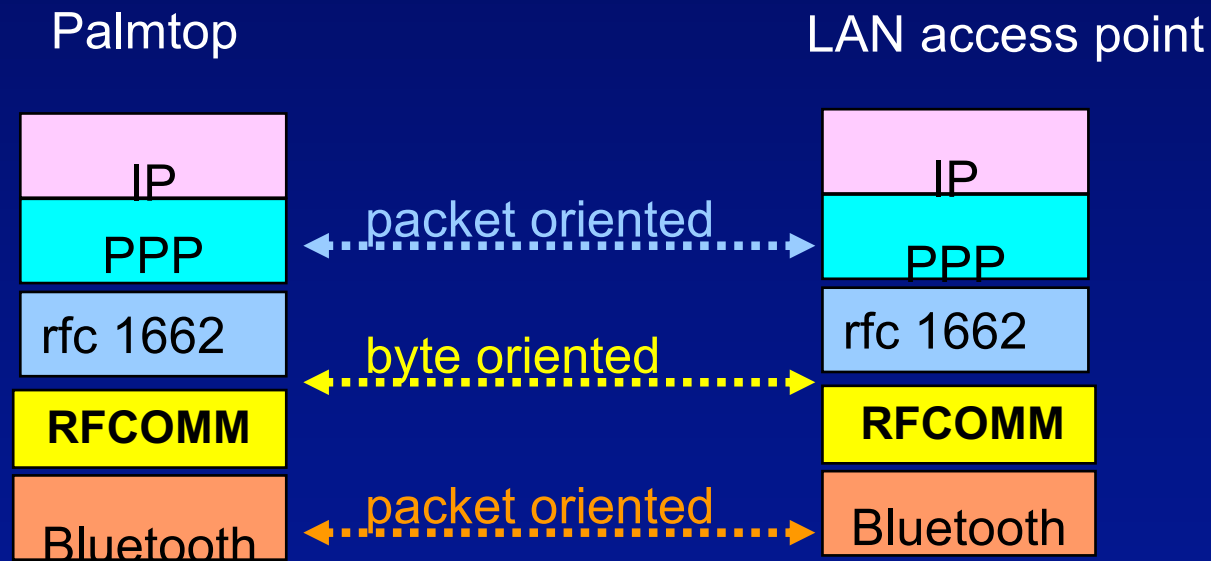 Palmtop
LAN access point
IP
IP
packet oriented
PPP
PPP
rfc 1662
rfc 1662
byte oriented
RFCOMM
RFCOMM
packet oriented
Bluetooth
Bluetooth